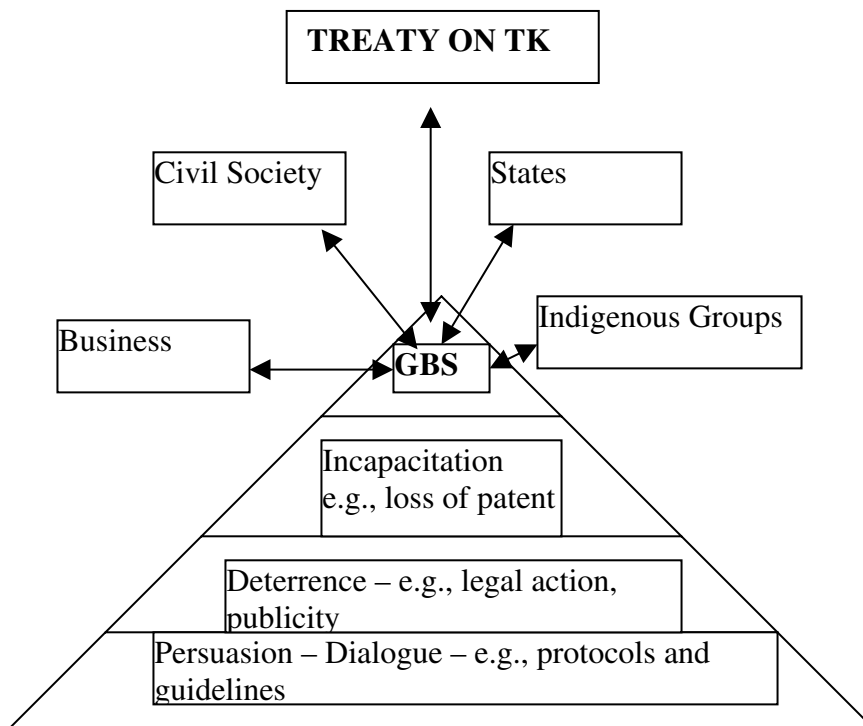 TREATY ON TK
Civil Society
States
Business
Indigenous Groups
GBS
Incapacitation
e.g., loss of patent
Deterrence – e.g., legal action,
publicity
Persuasion – Dialogue – e.g., protocols and
guidelines